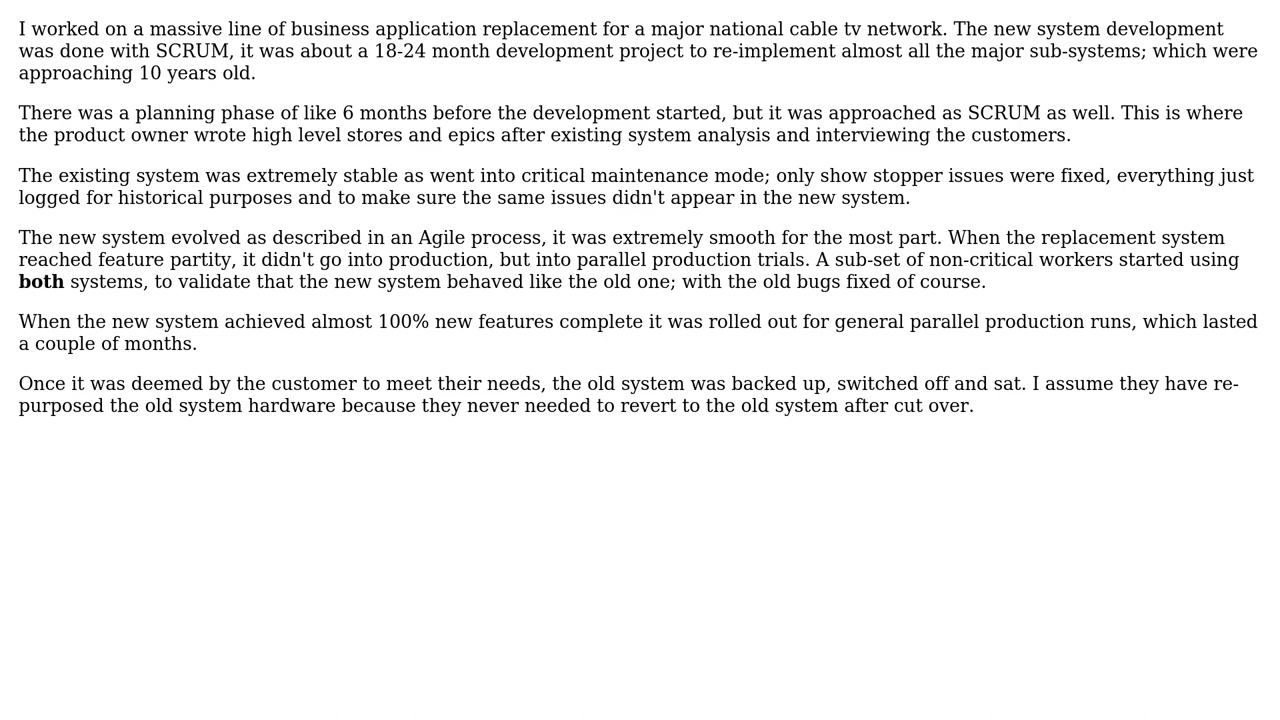 I worked on a massive line of business application replacement for a major national cable tv network. The new system development
was done with SCRUM, it was about a 18-24 month development project to re-implement almost all the major sub-systems; which were
approaching 10 years old.
There was a planning phase of like 6 months before the development started, but it was approached as SCRUM as well. This is where
the product owner wrote high level stores and epics after existing system analysis and interviewing the customers.
The existing system was extremely stable as went into critical maintenance mode; only show stopper issues were fixed, everything just
logged for historical purposes and to make sure the same issues didn't appear in the new system.
The new system evolved as described in an Agile process, it was extremely smooth for the most part. When the replacement system
reached feature partity, it didn't go into production, but into parallel production trials. A sub-set of non-critical workers started using
both systems, to validate that the new system behaved like the old one; with the old bugs fixed of course.
When the new system achieved almost 100% new features complete it was rolled out for general parallel production runs, which lasted
a couple of months.
Once it was deemed by the customer to meet their needs, the old system was backed up, switched off and sat. I assume they have re-
purposed the old system hardware because they never needed to revert to the old system after cut over.